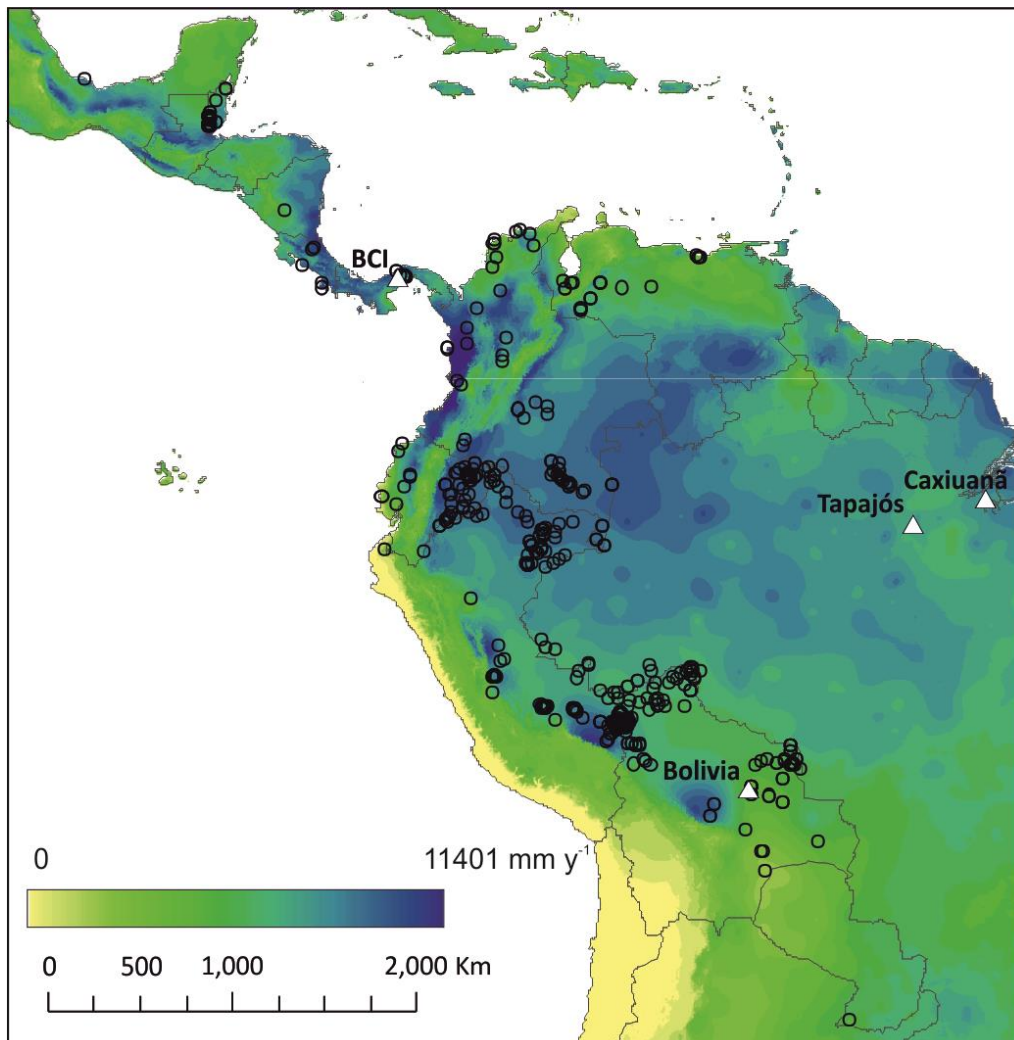 BCI
Caxiuanã
Tapajós
Bolivia
0 11401 mm y⁻¹
0 500 1,000 2,000 Km